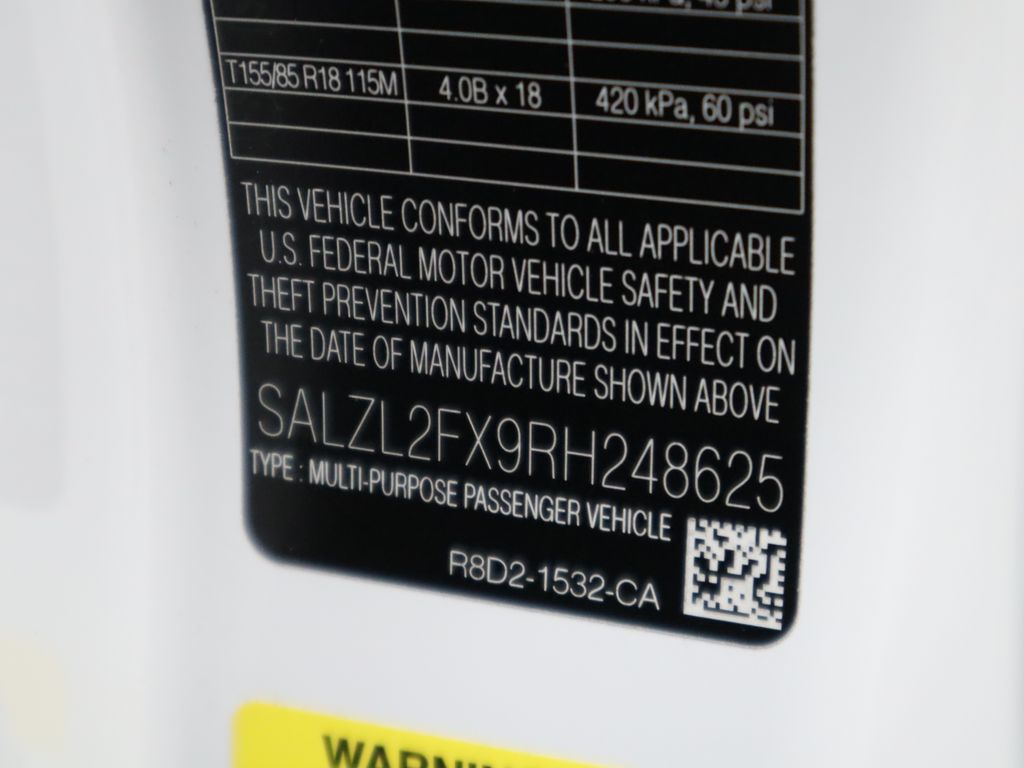 T155/85 R18 115M 4.0B x 18 420 kPa, 60 psi
THIS VEHICLE CONFORMS TO ALL APPLICABLE
U.S. FEDERAL MOTOR VEHICLE SAFETY AND
THEFT PREVENTION STANDARDS IN EFFECT ON
THE DATE OF MANUFACTURE SHOWN ABOVE
SALZL2FX9RH248625
TYPE : MULTI-PURPOSE PASSENGER VEHICLE
R8D2-1532-CA